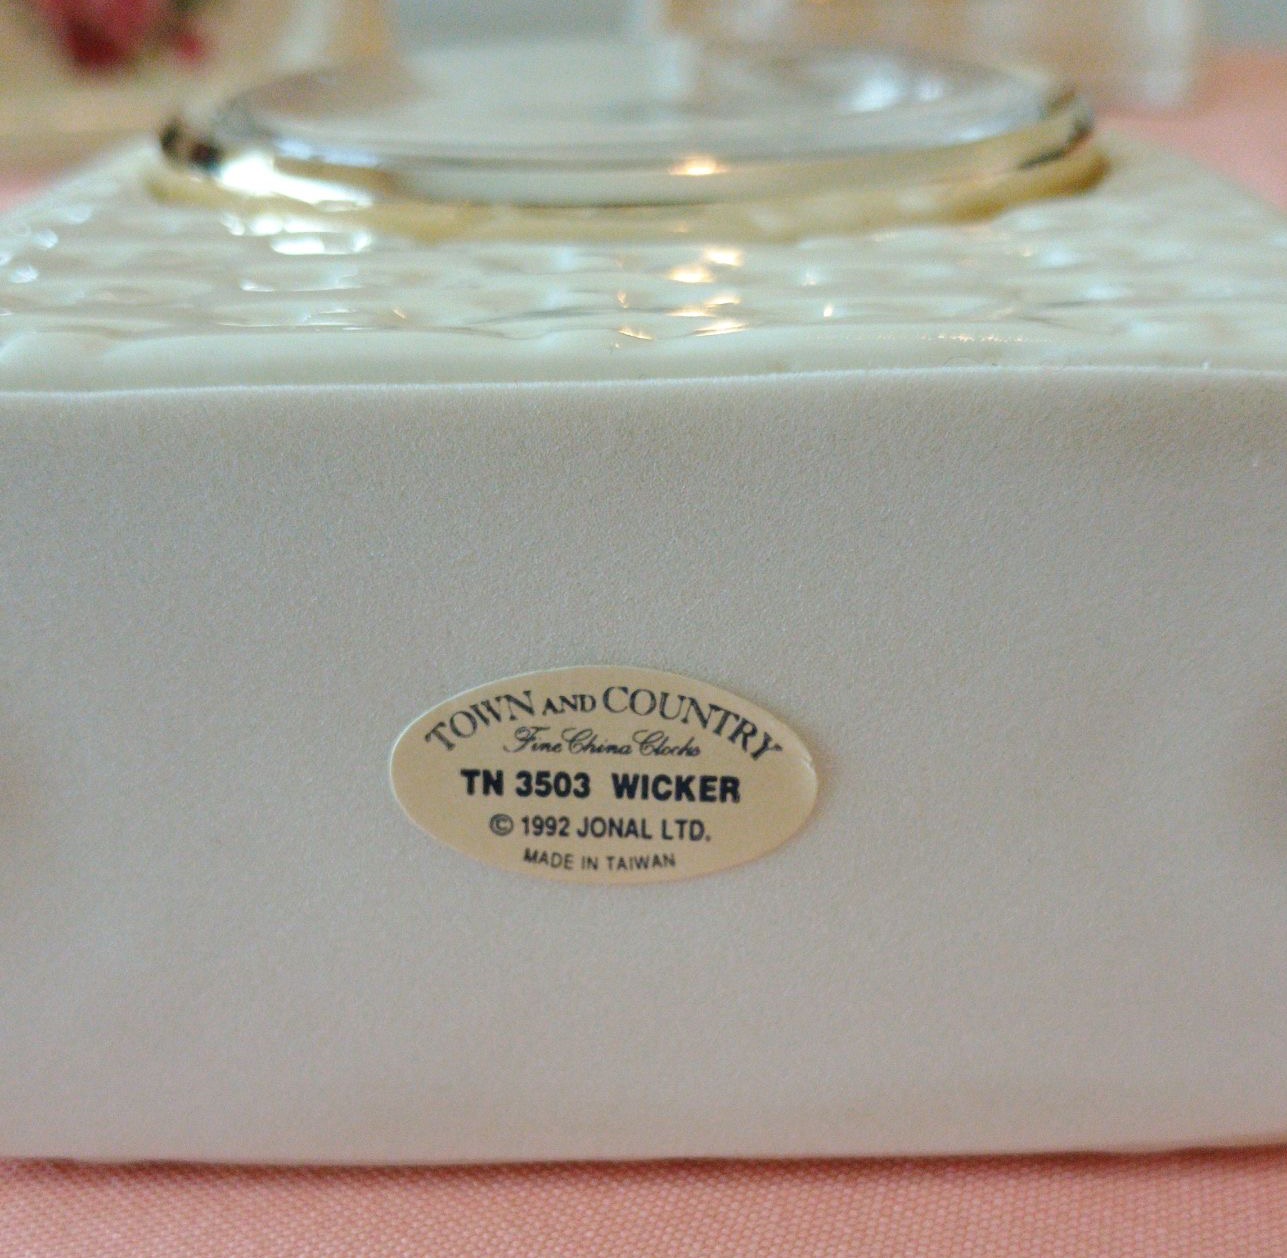 TOWN AND COUNTRY
Fine China Clocks
TN 3503 WICKER
© 1992 JONAL LTD.
MADE IN TAIWAN